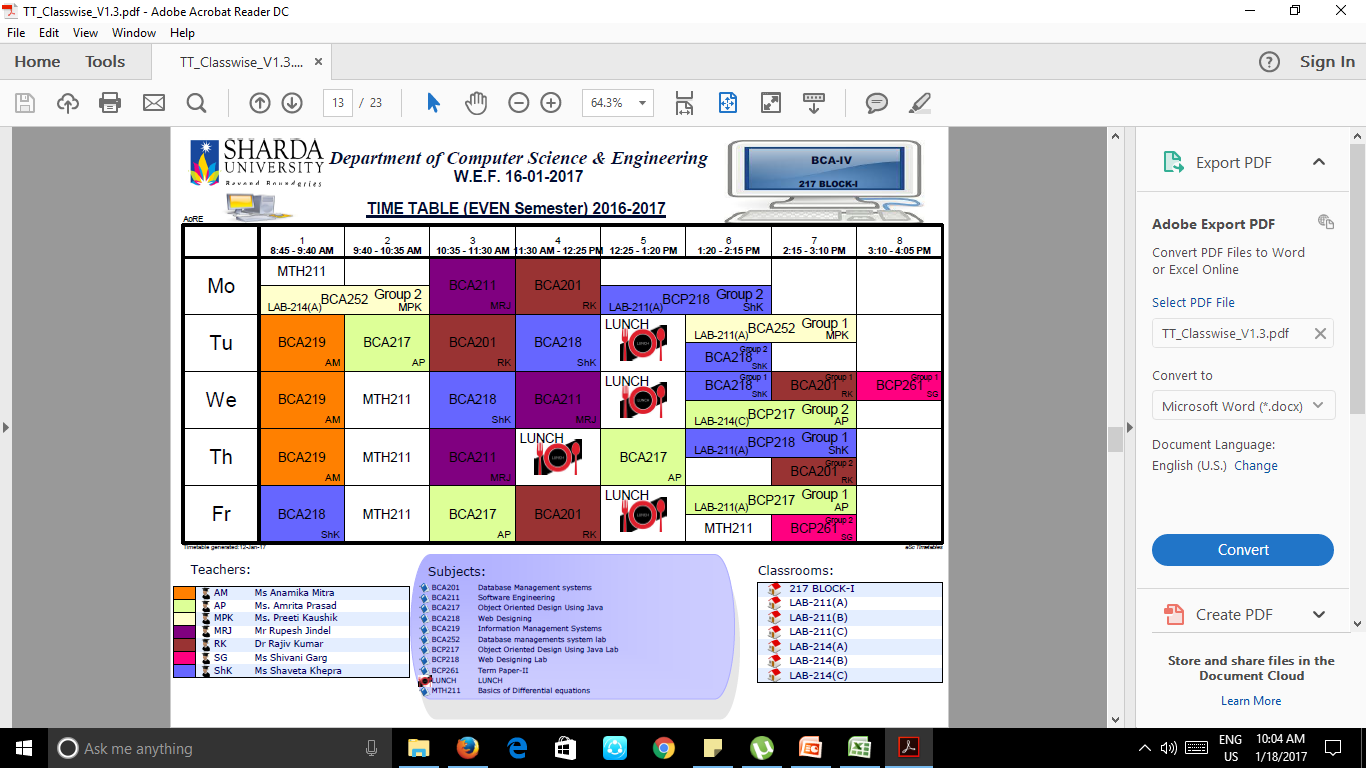 TT_Classwise_V1.3.pdf - Adobe Acrobat Reader DC
File Edit View Window Help
Home Tools TT_Classwise_V1.3.... × Sign In
13 / 23 64.3%
SHARDA
UNIVERSITY
Beyond Boundaries
Department of Computer Science & Engineering
W.E.F. 16-01-2017
BCA-IV
217 BLOCK-I
TIME TABLE (EVEN Semester) 2016-2017
ApRE
1 2 3 4 5 6 7 8
8:45 - 9:40 AM 9:40 - 10:35 AM 10:35 - 11:30 AM 11:30 AM - 12:25 PM 12:25 - 1:20 PM 1:20 - 2:15 PM 2:15 - 3:10 PM 3:10 - 4:05 PM
Mo
MTH211
LAB-214(A) BCA252 Group 2 MPK
BCA211 MRJ
BCA201 RK
LAB-211(A) BCP218 Group 2 ShK
Tu
BCA219 AM
BCA217 AP
BCA201 RK
BCA218 ShK
LUNCH
LUNCH
LAB-211(A) BCA252 Group 1 MPK
BCA218 Group 2 ShK
We
BCA219 AM
MTH211
BCA218 ShK
BCA211 MRJ
LUNCH
LUNCH
BCA218 Group 1 ShK
BCA201 Group 1 RK
BCP261 Group 1 SG
LAB-214(C) BCP217 Group 2 AP
Th
BCA219 AM
MTH211
BCA211 MRJ
LUNCH
LUNCH
BCA217 AP
LAB-211(A) BCP218 Group 1 ShK
BCA201 Group 2 RK
Fr
BCA218 ShK
MTH211
BCA217 AP
BCA201 RK
LUNCH
LUNCH
LAB-211(A) BCP217 Group 1 AP
MTH211
BCP261 Group 2 SG
Timetable generated:12-Jan-17 aSc Timetables
Teachers:
AM Ms Anamika Mitra
AP Ms. Amrita Prasad
MPK Ms. Preeti Kaushik
MRJ Mr Rupesh Jindel
RK Dr Rajiv Kumar
SG Ms Shivani Garg
ShK Ms Shaveta Khepra
Subjects:
BCA201 Database Management systems
BCA211 Software Engineering
BCA217 Object Oriented Design Using Java
BCA218 Web Designing
BCA219 Information Management Systems
BCA252 Database managements system lab
BCP217 Object Oriented Design Using Java Lab
BCP218 Web Designing Lab
BCP261 Term Paper-II
LUNCH LUNCH
MTH211 Basics of Differential equations
Classrooms:
217 BLOCK-I
LAB-211(A)
LAB-211(B)
LAB-211(C)
LAB-214(A)
LAB-214(B)
LAB-214(C)
Export PDF
Adobe Export PDF
Convert PDF Files to Word
or Excel Online
Select PDF File
TT_Classwise_V1.pdf
Convert to
Microsoft Word (*.docx)
Document Language:
English (U.S.) Change
Convert
Create PDF
Store and share files in the
Document Cloud
Learn More
Ask me anything
ENG
US
10:04 AM
1/18/2017